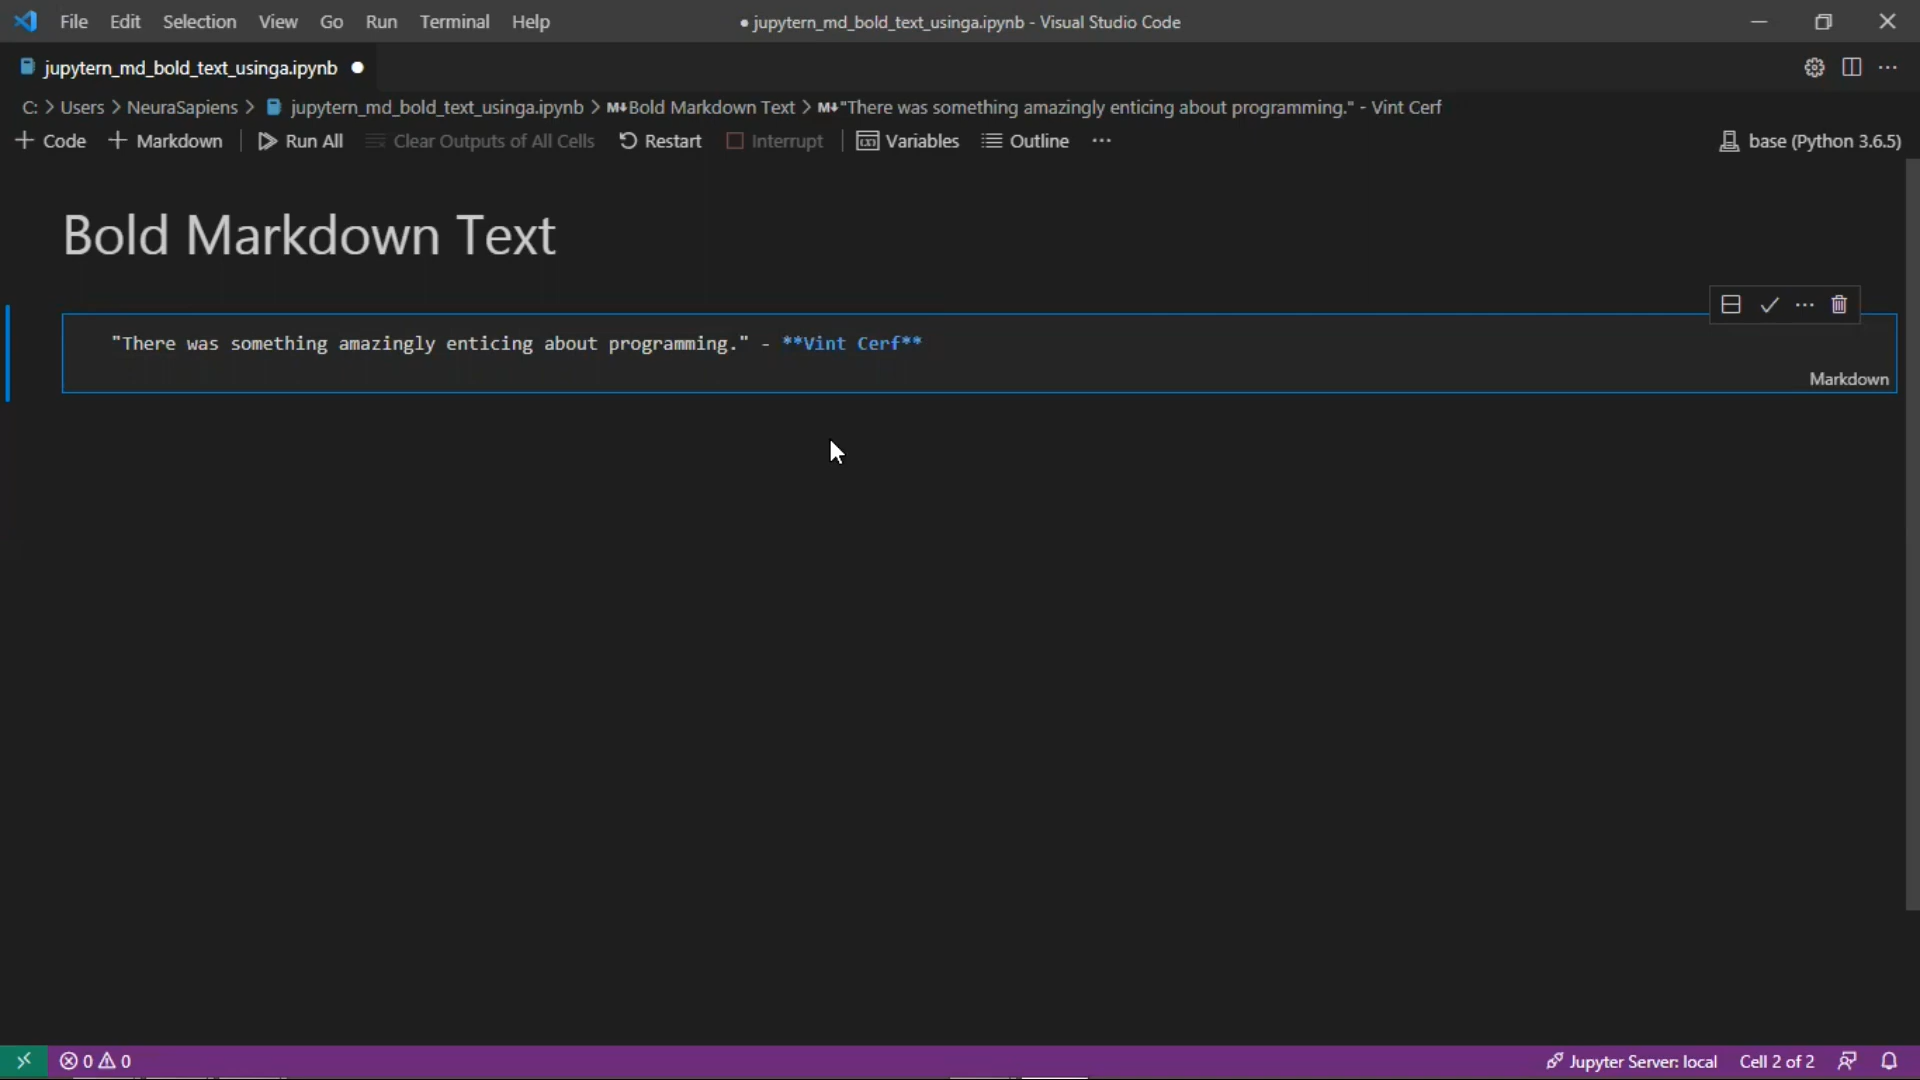 File Edit Selection View Go Run Terminal Help
● jupytern_md_bold_text_usinga.ipynb - Visual Studio Code
jupytern_md_bold_text_usinga.ipynb ●
C: > Users > NeuraSapiens > jupytern_md_bold_text_usinga.ipynb > M↓Bold Markdown Text > M↓"There was something amazingly enticing about programming." - Vint Cerf
+ Code + Markdown Run All Clear Outputs of All Cells Restart Interrupt Variables Outline ··· base (Python 3.6.5)
Bold Markdown Text
"There was something amazingly enticing about programming." - **Vint Cerf**
Markdown
0 0 Jupyter Server: local Cell 2 of 2